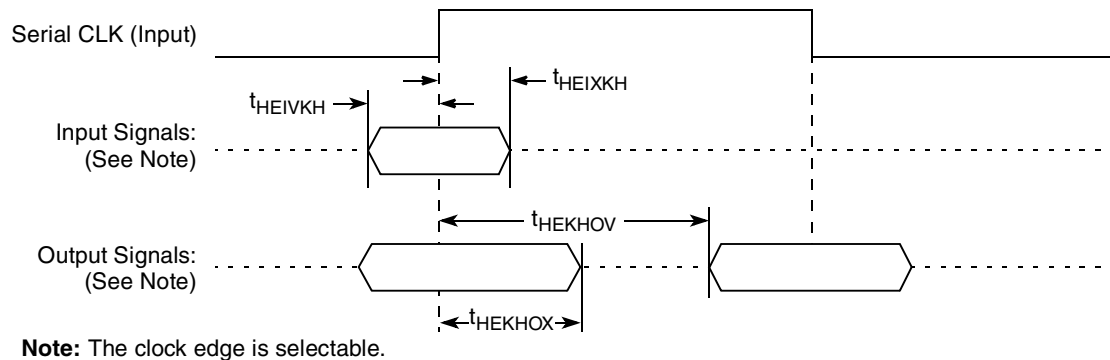 Serial CLK (Input)
tHEIXKH
tHEIVKH
Input Signals:
(See Note)
tHEKHOV
Output Signals:
(See Note)
tHEKHOX
Note: The clock edge is selectable.